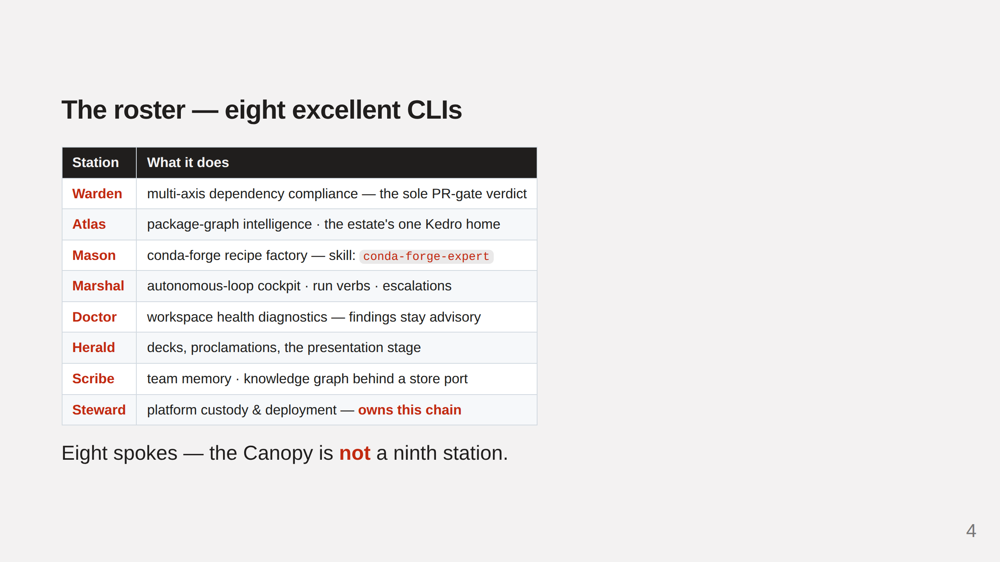 The roster — eight excellent CLIs
Station What it does
Warden multi-axis dependency compliance — the sole PR-gate verdict
Atlas package-graph intelligence · the estate's one Kedro home
Mason conda-forge recipe factory — skill: conda-forge-expert
Marshal autonomous-loop cockpit · run verbs · escalations
Doctor workspace health diagnostics — findings stay advisory
Herald decks, proclamations, the presentation stage
Scribe team memory · knowledge graph behind a store port
Steward platform custody & deployment — owns this chain
Eight spokes — the Canopy is not a ninth station.
4